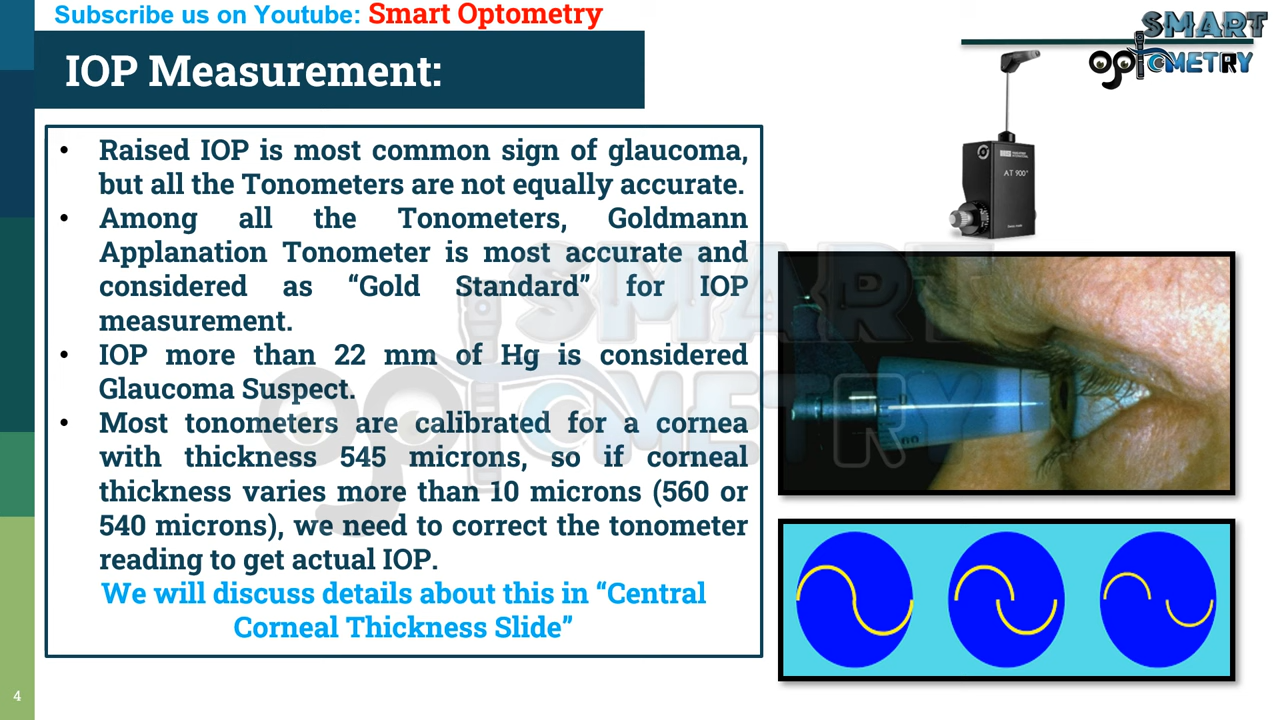 Subscribe us on Youtube: Smart Optometry
SMART
OPTOMETRY
IOP Measurement:
• Raised IOP is most common sign of glaucoma,
but all the Tonometers are not equally accurate.
• Among all the Tonometers, Goldmann
Applanation Tonometer is most accurate and
considered as “Gold Standard” for IOP
measurement.
• IOP more than 22 mm of Hg is considered
Glaucoma Suspect.
• Most tonometers are calibrated for a cornea
with thickness 545 microns, so if corneal
thickness varies more than 10 microns (560 or
540 microns), we need to correct the tonometer
reading to get actual IOP.
We will discuss details about this in “Central
Corneal Thickness Slide”
AT 900®
SMART
OPTOMETRY
4